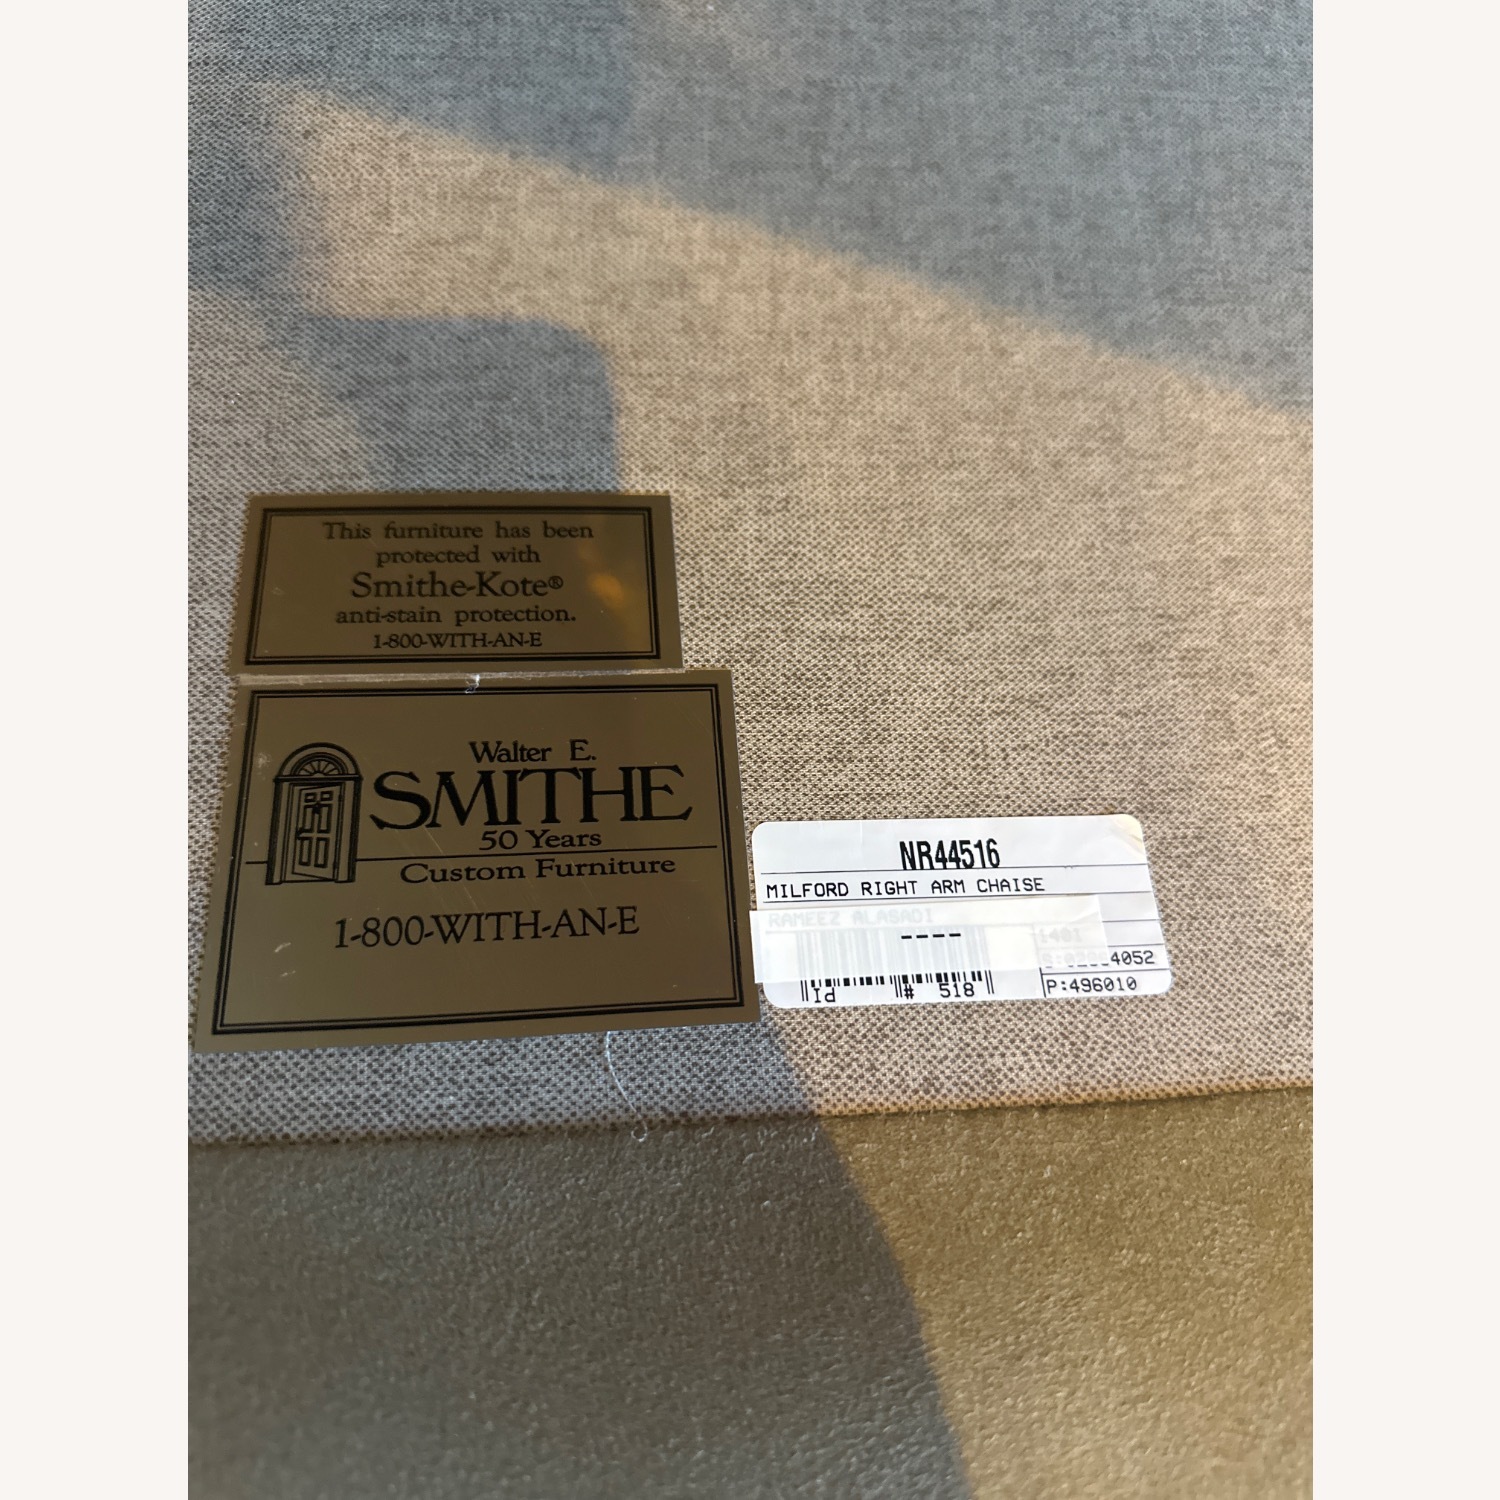 This furniture has been
protected with
Smithe-Kote®
anti-stain protection.
1-800-WITH-AN-E
Walter E.
SMITHE
50 Years
Custom Furniture
1-800-WITH-AN-E
NR44516
MILFORD RIGHT ARM CHAISE
RAMEEZ ALASADI
----
1401
4052
Id # 518
P:496010